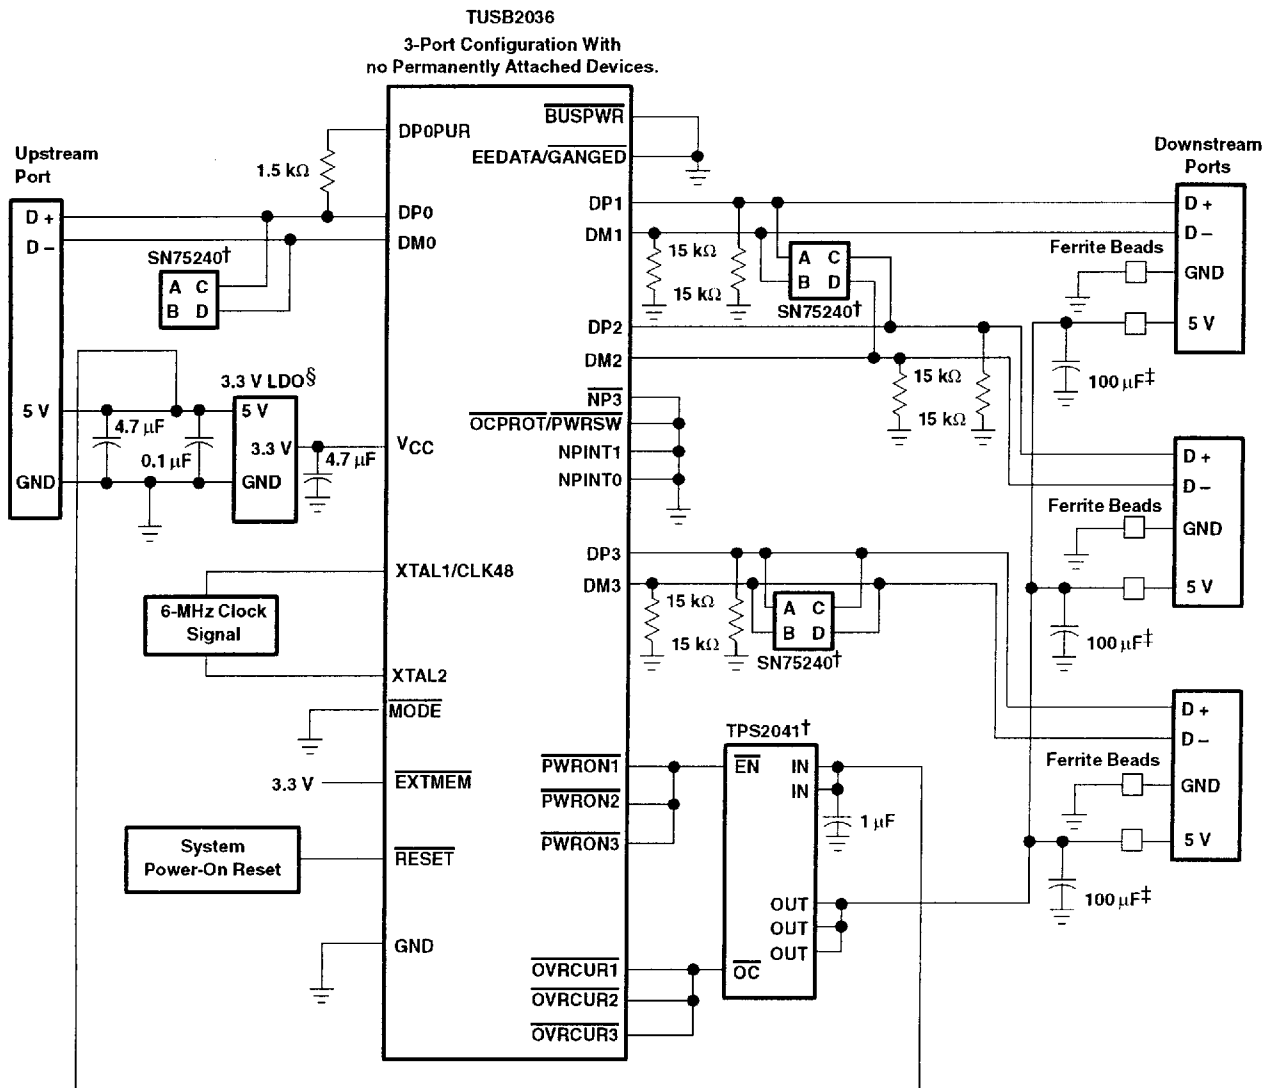 TUSB2036
3-Port Configuration With
no Permanently Attached Devices.
Upstream
Port
D +
D –
5 V
GND
1.5 kΩ
SN75240†
A C
B D
3.3 V LDO§
5 V
3.3 V
GND
4.7 μF
0.1 μF
4.7 μF
6-MHz Clock
Signal
3.3 V
System
Power-On Reset
DP0PUR
DP0
DM0
VCC
XTAL1/CLK48
XTAL2
MODE
EXTMEM
RESET
GND
BUSPWR
EEDATA/GANGED
DP1
DM1
DP2
DM2
NP3
OCPROT/PWRSW
NPINT1
NPINT0
DP3
DM3
PWRON1
PWRON2
PWRON3
OVRCUR1
OVRCUR2
OVRCUR3
15 kΩ
15 kΩ
A C
B D
SN75240†
15 kΩ
15 kΩ
15 kΩ
15 kΩ
A C
B D
SN75240†
TPS2041†
EN
IN
IN
1 μF
OUT
OUT
OUT
OC
Downstream
Ports
D +
D –
Ferrite Beads
GND
5 V
100 μF‡
D +
D –
Ferrite Beads
GND
5 V
100 μF‡
D +
D –
Ferrite Beads
GND
5 V
100 μF‡